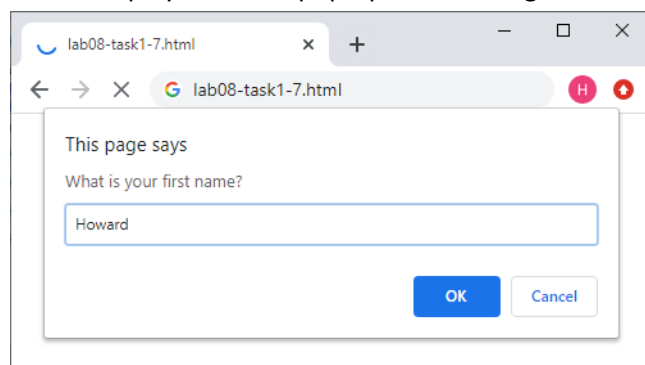 lab08-task1-7.html
G lab08-task1-7.html
H
This page says
What is your first name?
Howard
OK Cancel